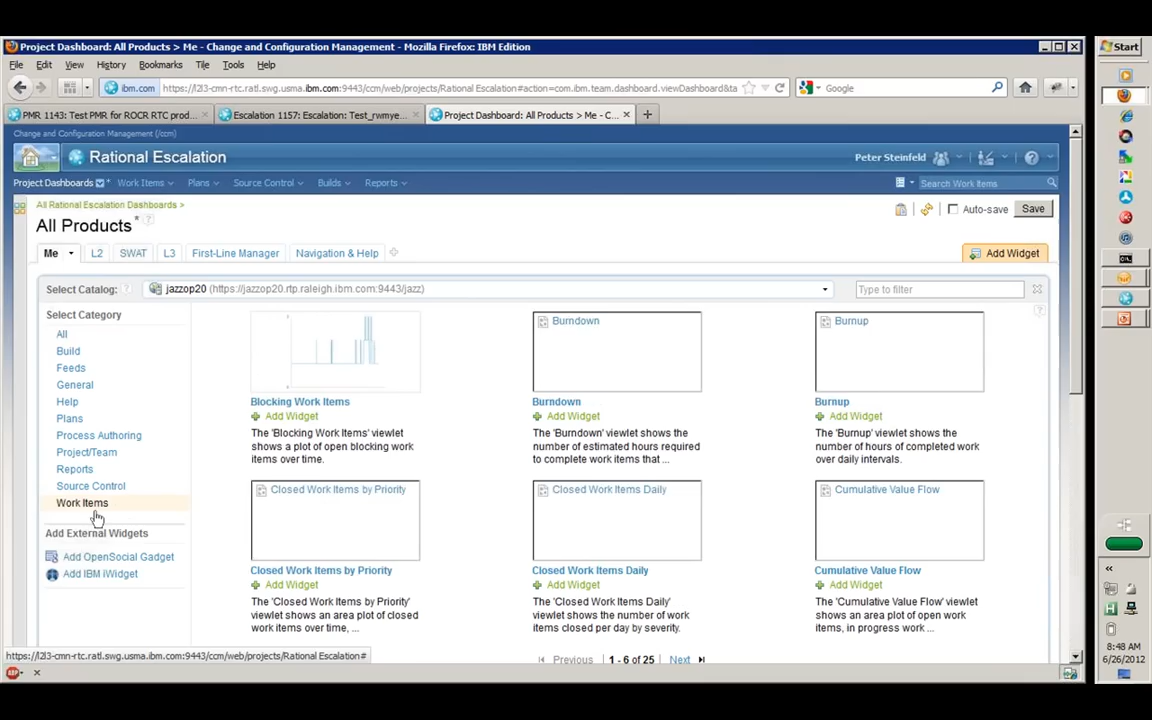 Project Dashboard: All Products > Me - Change and Configuration Management - Mozilla Firefox: IBM Edition
Start
File Edit View History Bookmarks Tile Tools Help
ibm.com https://l2l3-cmn-rtc.ratl.swg.usma.ibm.com:9443/ccm/web/projects/Rational Escalation#action=com.ibm.team.dashboard.viewDashboard&ta
Google
PMR 1143: Test PMR for ROCR RTC prod...
Escalation 1157: Escalation: Test_rwmye...
Project Dashboard: All Products > Me - C...
Change and Configuration Management (/ccm)
Rational Escalation
Peter Steinfeld
Project Dashboards Work Items Plans Source Control Builds Reports
Search Work Items
All Rational Escalation Dashboards >
All Products*
Auto-save
Save
Me L2 SWAT L3 First-Line Manager Navigation & Help
Add Widget
Select Catalog: jazzop20 (https://jazzop20.rtp.raleigh.ibm.com:9443/jazz)
Type to filter
Select Category
All
Build
Feeds
General
Help
Plans
Process Authoring
Project/Team
Reports
Source Control
Work Items
Add External Widgets
Add OpenSocial Gadget
Add IBM iWidget
Blocking Work Items
Add Widget
The 'Blocking Work Items' viewlet
shows a plot of open blocking work
items over time.
Burndown
Burndown
Add Widget
The 'Burndown' viewlet shows the
number of estimated hours required
to complete work items that ...
Burnup
Burnup
Add Widget
The 'Burnup' viewlet shows the
number of hours of completed work
over daily intervals.
Closed Work Items by Priority
Closed Work Items by Priority
Add Widget
The 'Closed Work Items by Priority'
viewlet shows an area plot of closed
work items over time, ...
Closed Work Items Daily
Closed Work Items Daily
Add Widget
The 'Closed Work Items Daily'
viewlet shows the number of work
items closed per day by severity.
Cumulative Value Flow
Cumulative Value Flow
Add Widget
The 'Cumulative Value Flow' viewlet
shows an area plot of open work
items, in progress work ...
Previous 1 - 6 of 25 Next
https://l2l3-cmn-rtc.ratl.swg.usma.ibm.com:9443/ccm/web/projects/Rational Escalation#
ABP
8:48 AM
6/26/2012